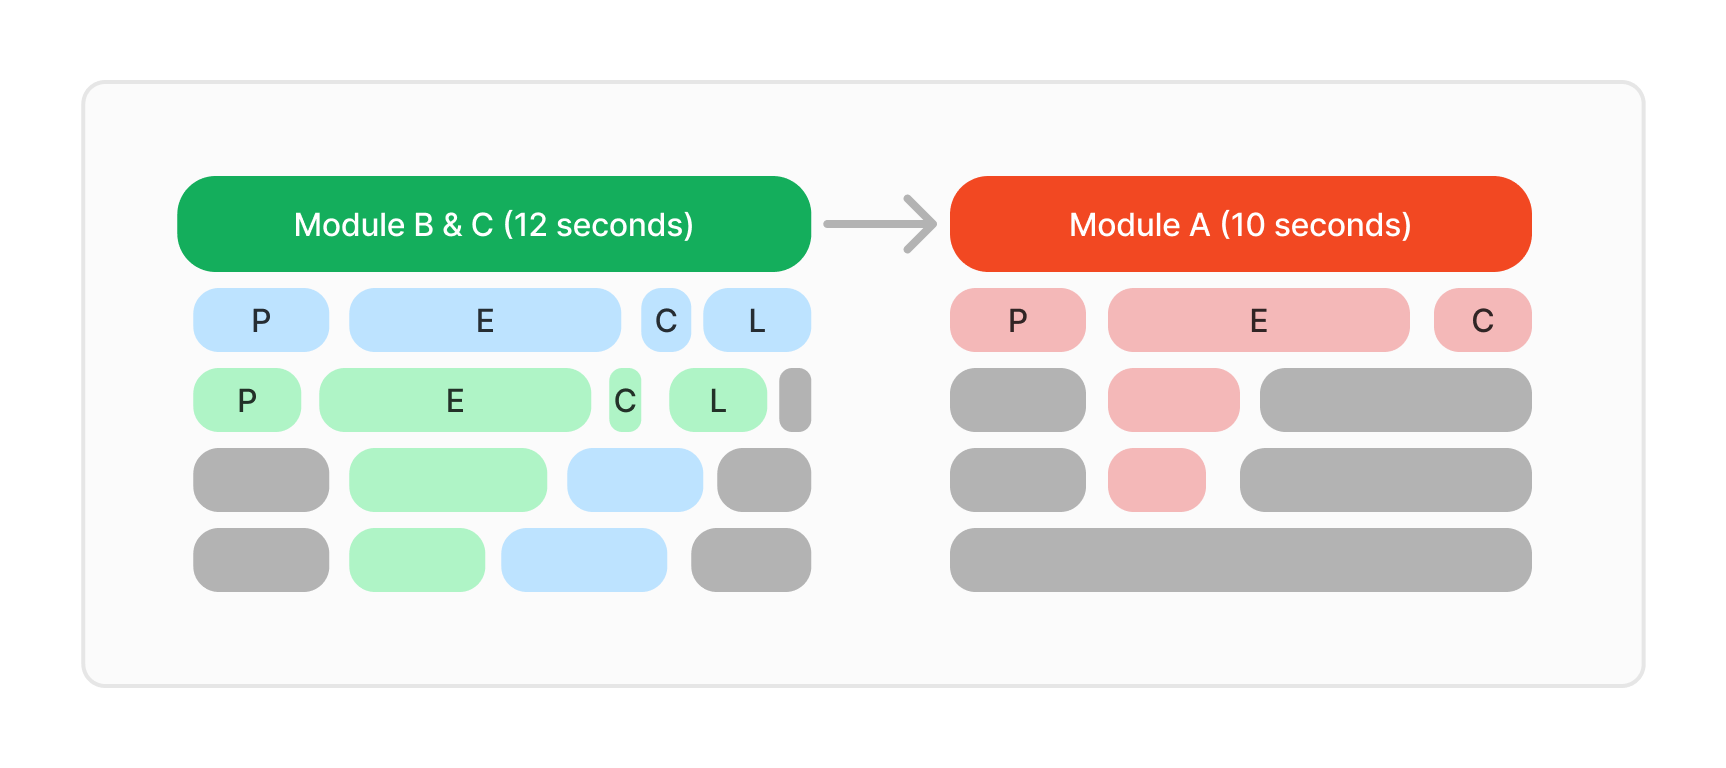 Module B & C (12 seconds)
Module A (10 seconds)
P E C L
P E C
P E C L